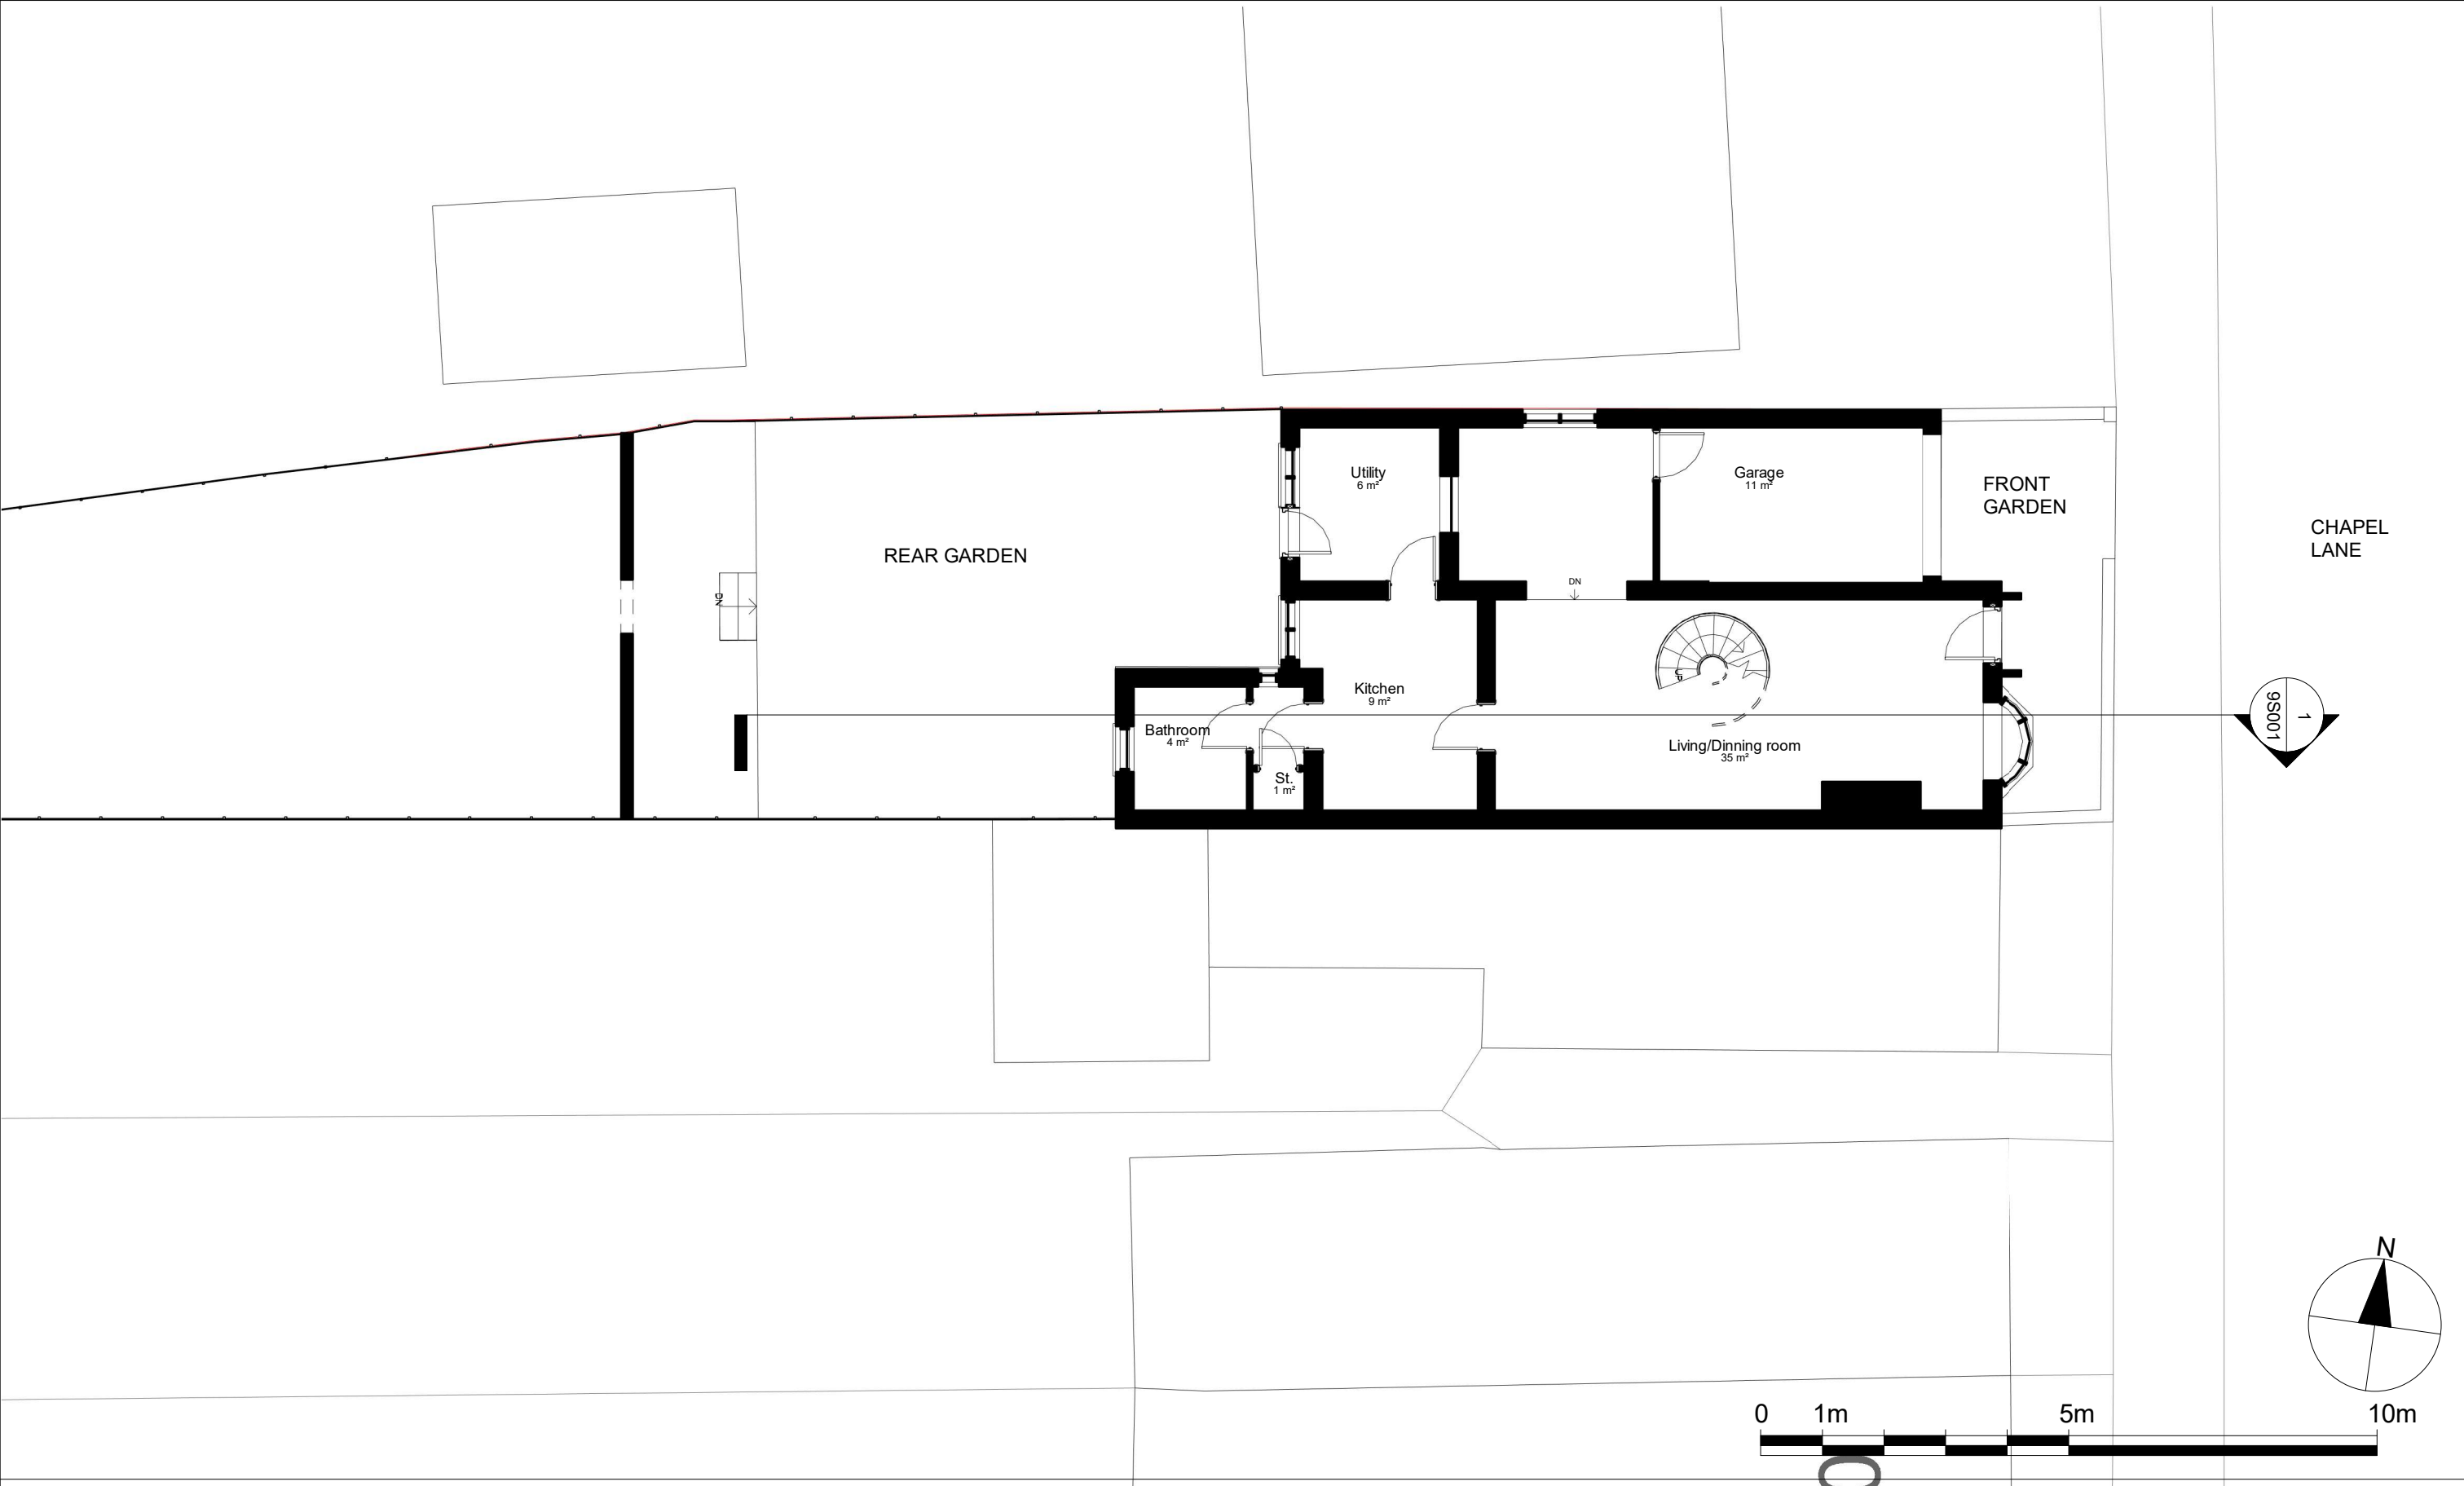 Utility
6 m²
Garage
11 m²
FRONT
GARDEN
CHAPEL
LANE
REAR GARDEN
DN
DN
UP
Kitchen
9 m²
Bathroom
4 m²
St.
1 m²
Living/Dinning room
35 m²
1
9S001
N
0 1m 5m 10m